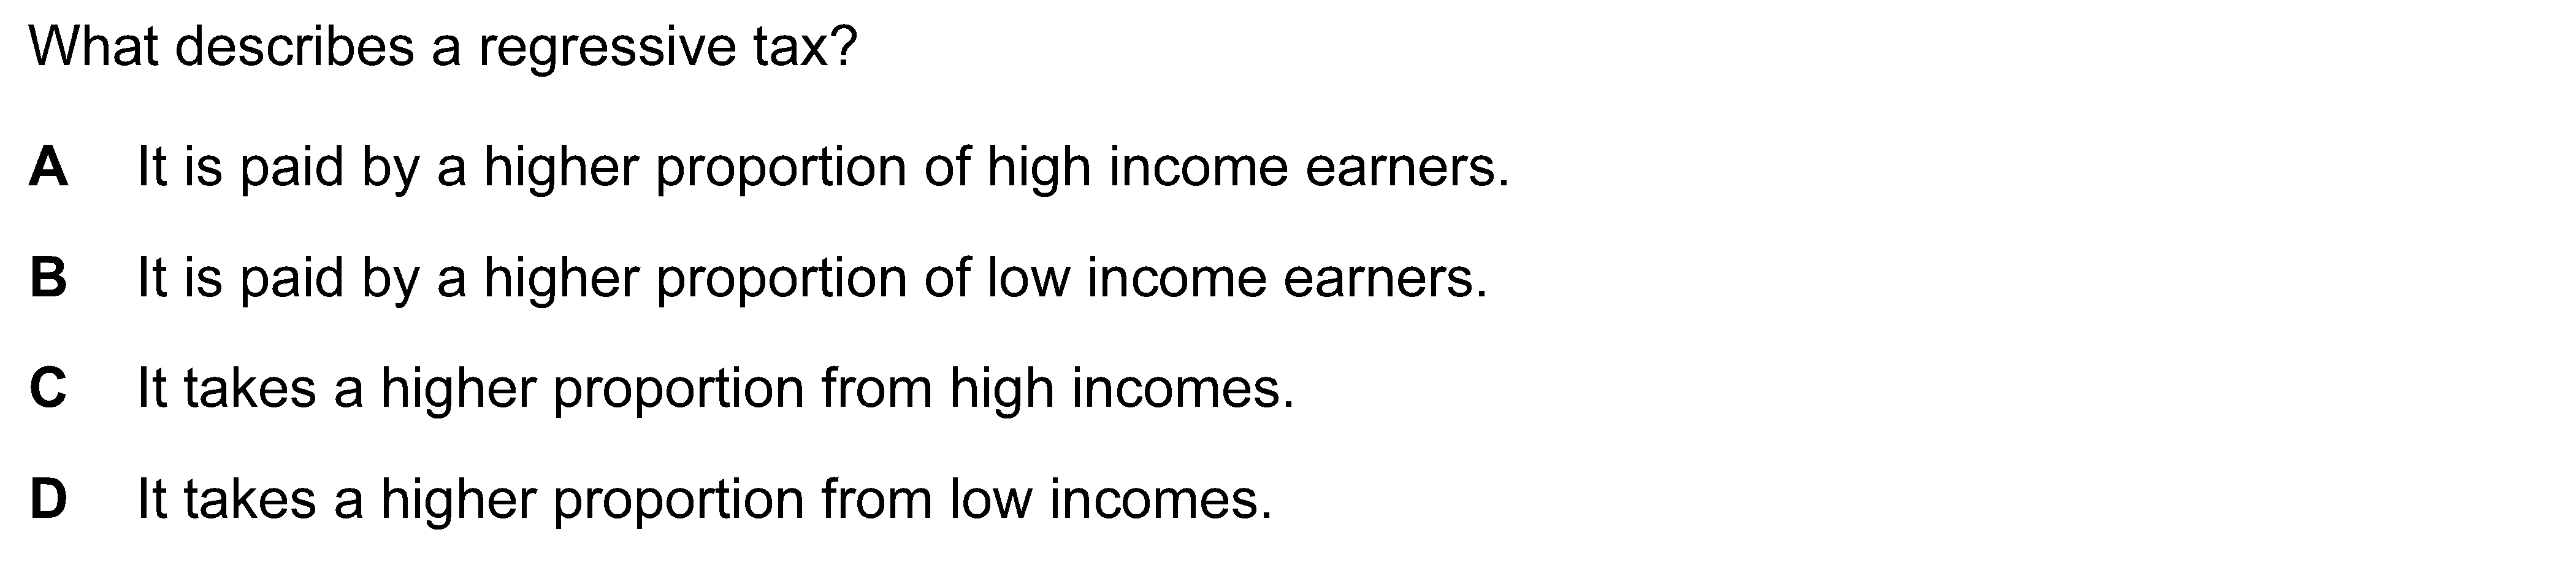 What describes a regressive tax?
A It is paid by a higher proportion of high income earners.
B It is paid by a higher proportion of low income earners.
C It takes a higher proportion from high incomes.
D It takes a higher proportion from low incomes.